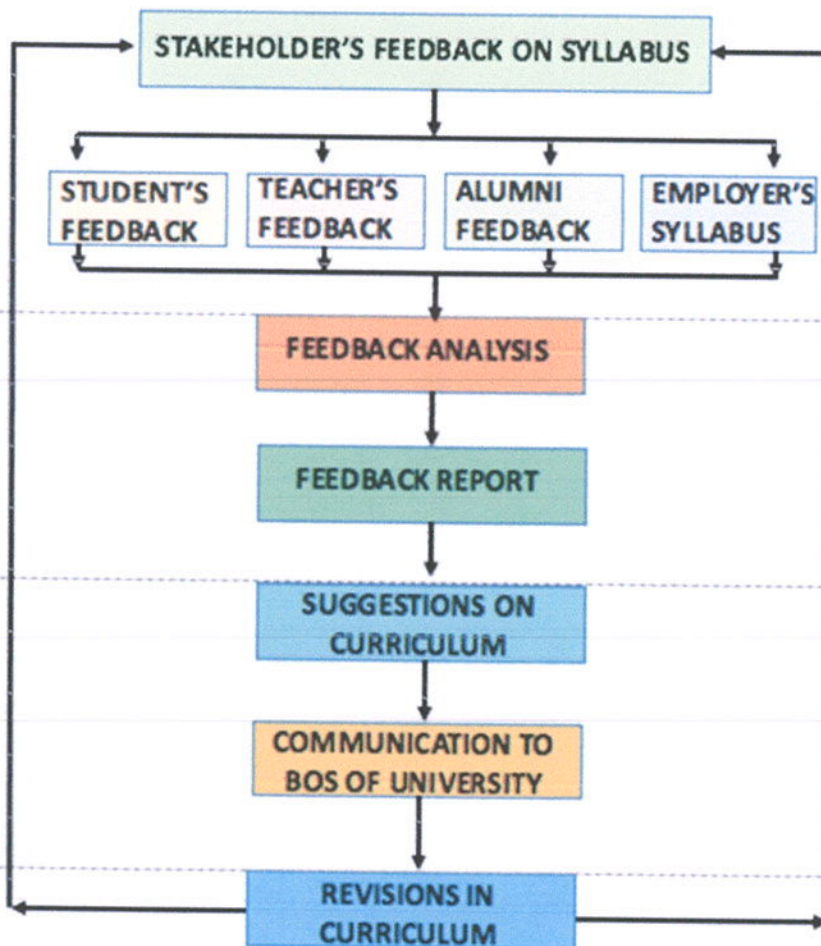 STAKEHOLDER'S FEEDBACK ON SYLLABUS
STUDENT'S
FEEDBACK
TEACHER'S
FEEDBACK
ALUMNI
FEEDBACK
EMPLOYER'S
SYLLABUS
FEEDBACK ANALYSIS
FEEDBACK REPORT
SUGGESTIONS ON
CURRICULUM
COMMUNICATION TO
BOS OF UNIVERSITY
REVISIONS IN
CURRICULUM